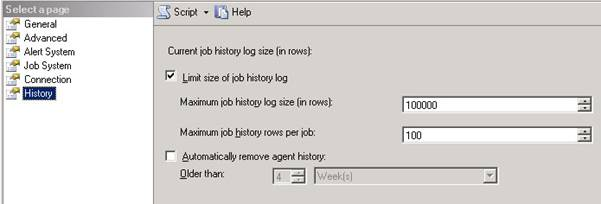 Select a page
General
Advanced
Alert System
Job System
Connection
History
Script Help
Current job history log size (in rows):
Limit size of job history log
Maximum job history log size (in rows): 100000
Maximum job history rows per job: 100
Automatically remove agent history:
Older than: 4 Week(s)